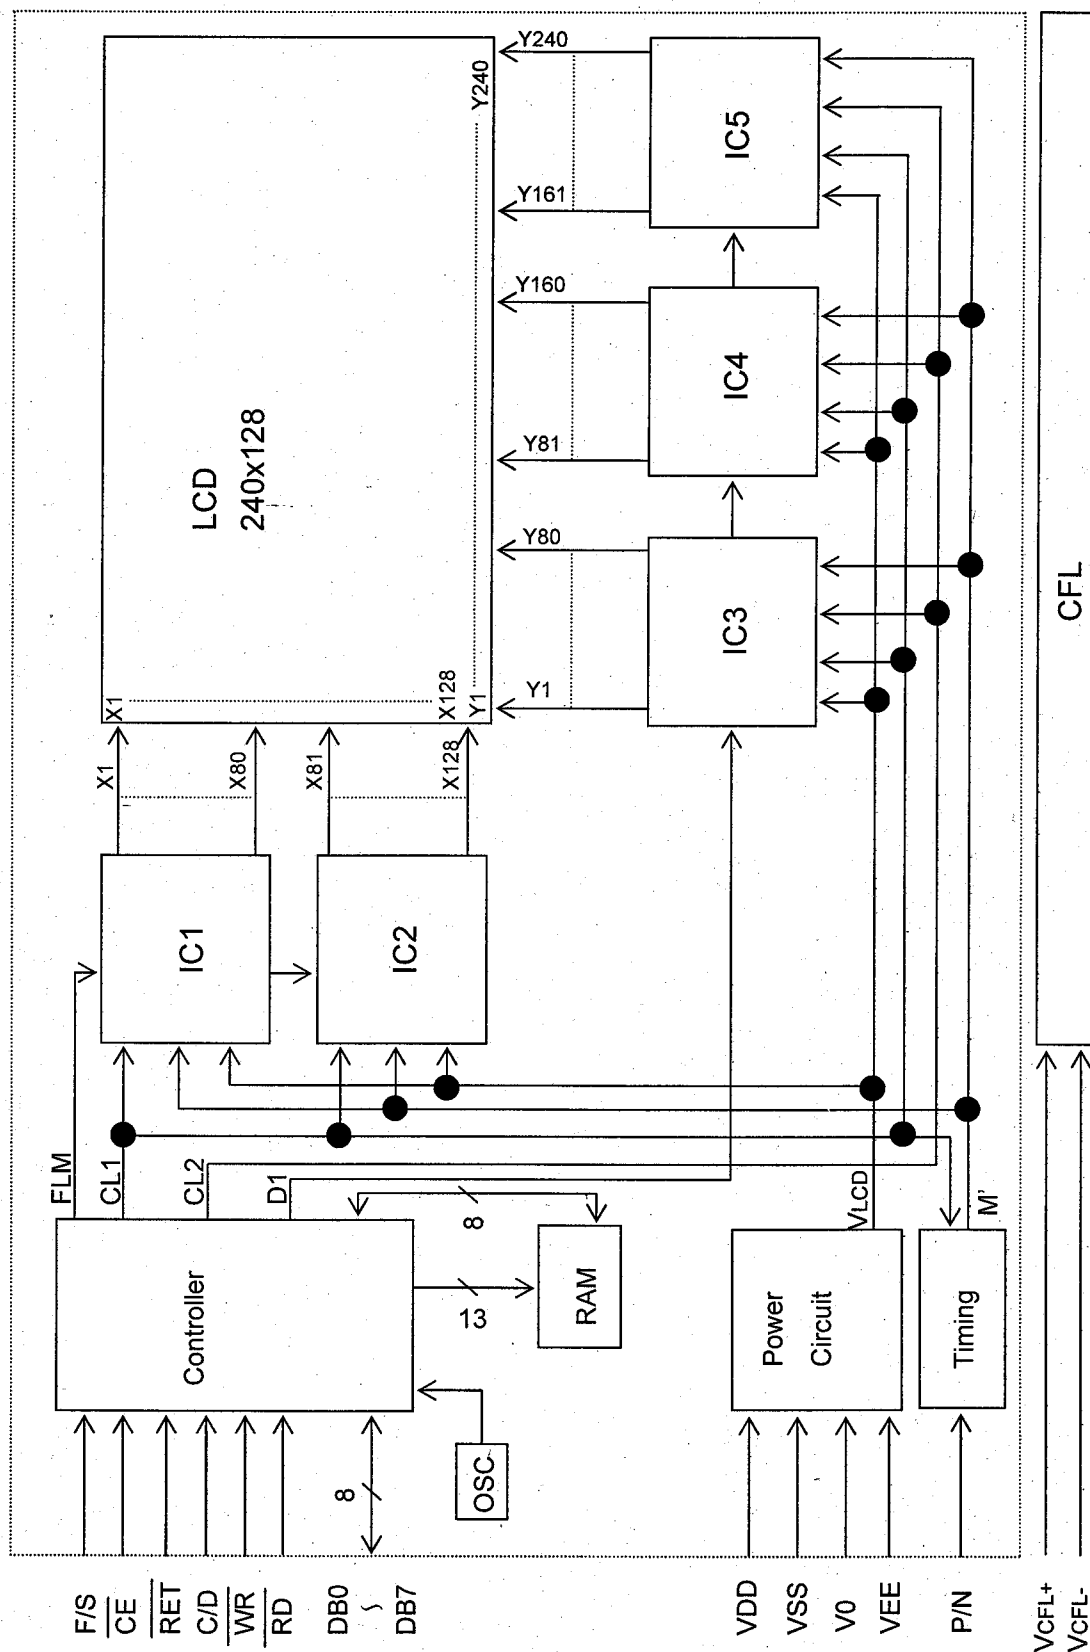 F/S
CE
RET
C/D
WR
RD
DB0
~
DB7
8
OSC
Controller
FLM
CL1
CL2
D1
8
13
RAM
IC1
IC2
X1
X80
X81
X128
X1
X128
Y1
Y240
LCD
240x128
Y1
Y80
Y81
Y160
Y161
Y240
IC3
IC4
IC5
VDD
VSS
V0
VEE
Power
Circuit
VLCD
P/N
Timing
M'
VCFL+
VCFL-
CFL